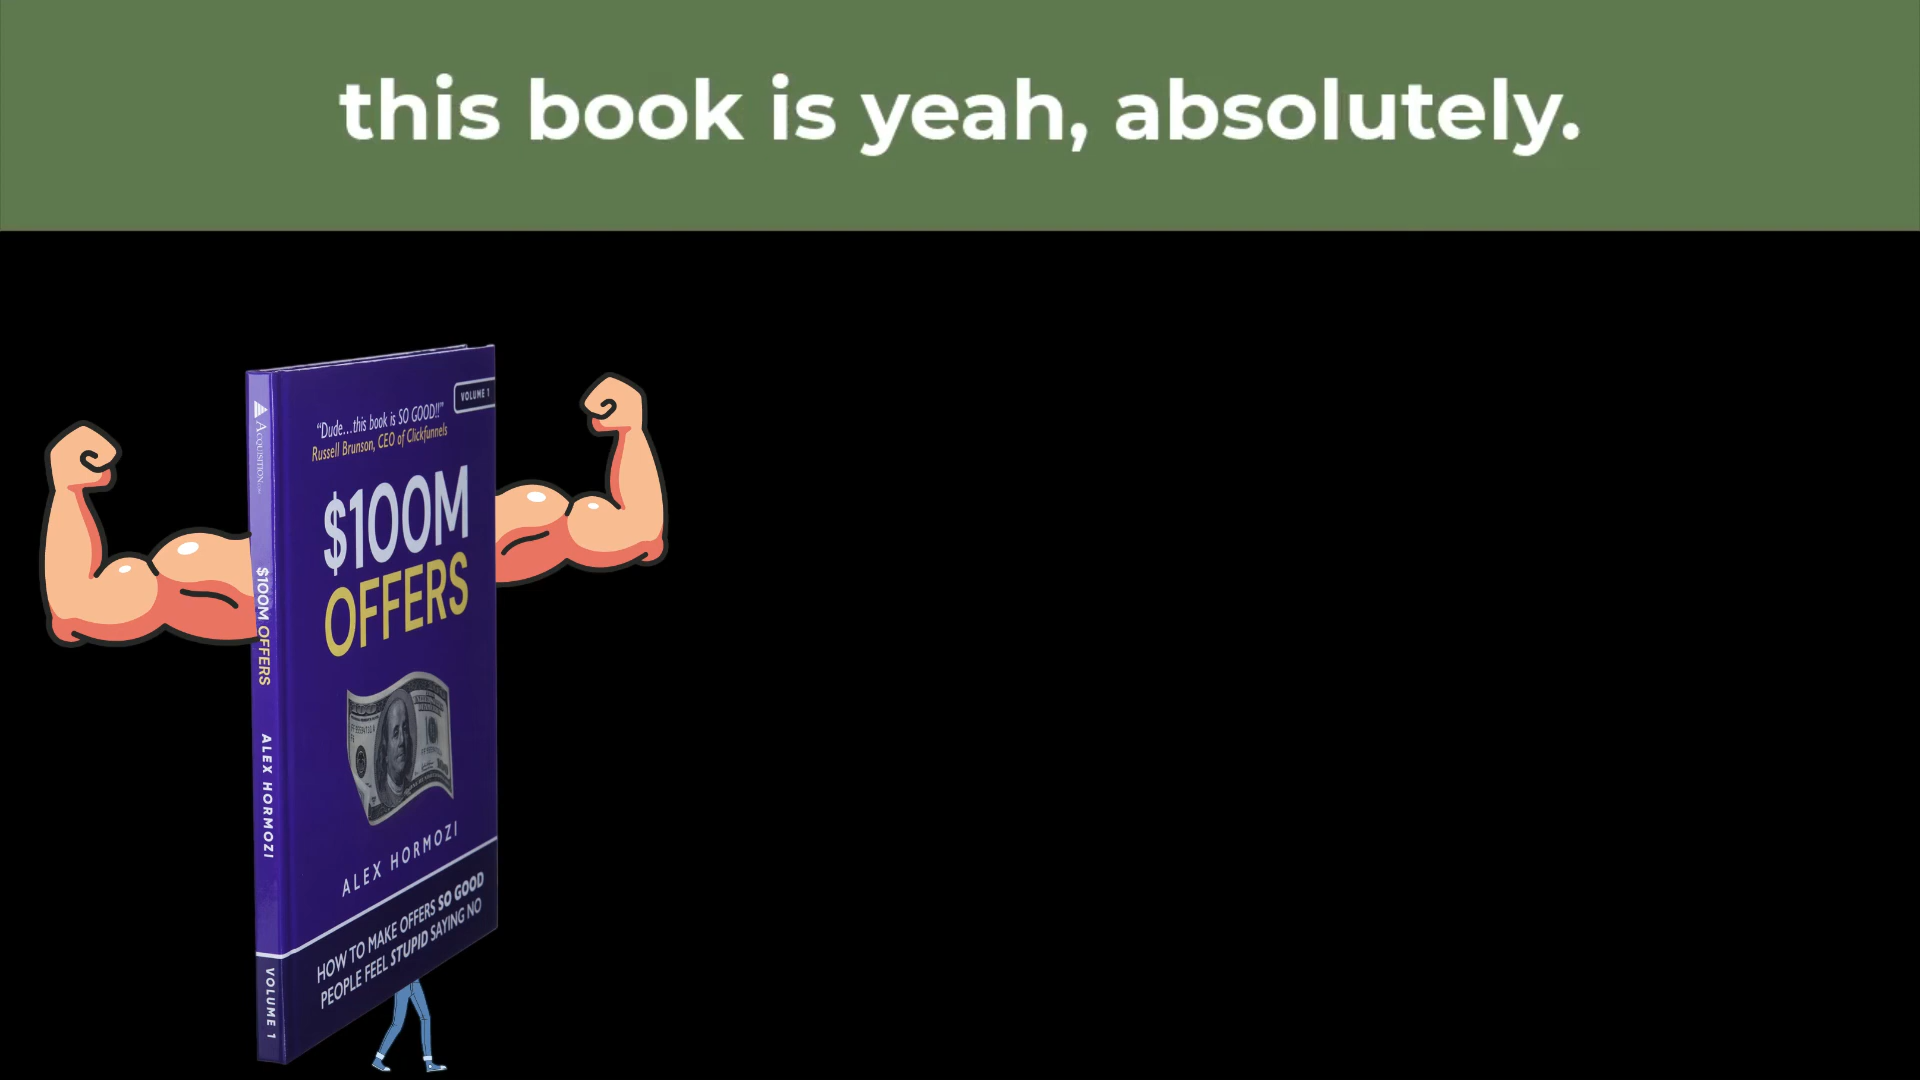 this book is yeah, absolutely.
VOLUME 1
"Dude...this book is SO GOOD!!"
Russell Brunson, CEO of Clickfunnels
$100M
OFFERS
ALEX HORMOZI
HOW TO MAKE OFFERS SO GOOD
PEOPLE FEEL STUPID SAYING NO
ACQUISITION.COM
$100M OFFERS
ALEX HORMOZI
VOLUME 1